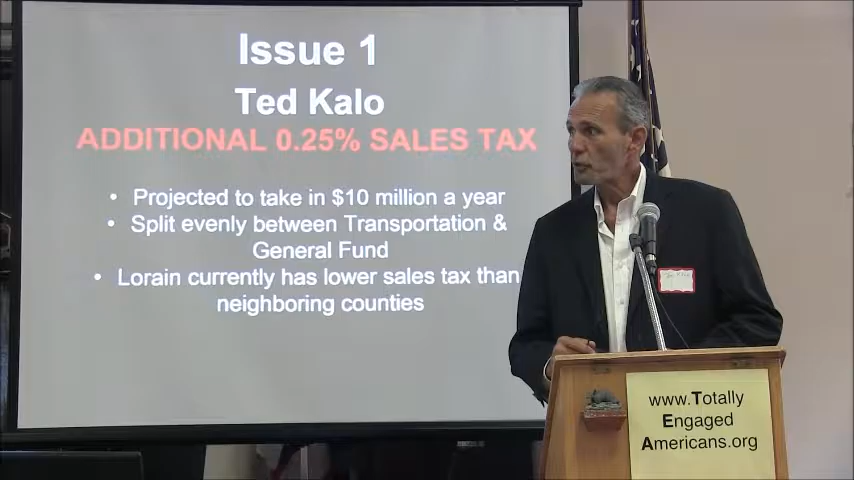 Issue 1
Ted Kalo
ADDITIONAL 0.25% SALES TAX
• Projected to take in $10 million a year
• Split evenly between Transportation &
General Fund
• Lorain currently has lower sales tax than
neighboring counties
www.Totally
Engaged
Americans.org